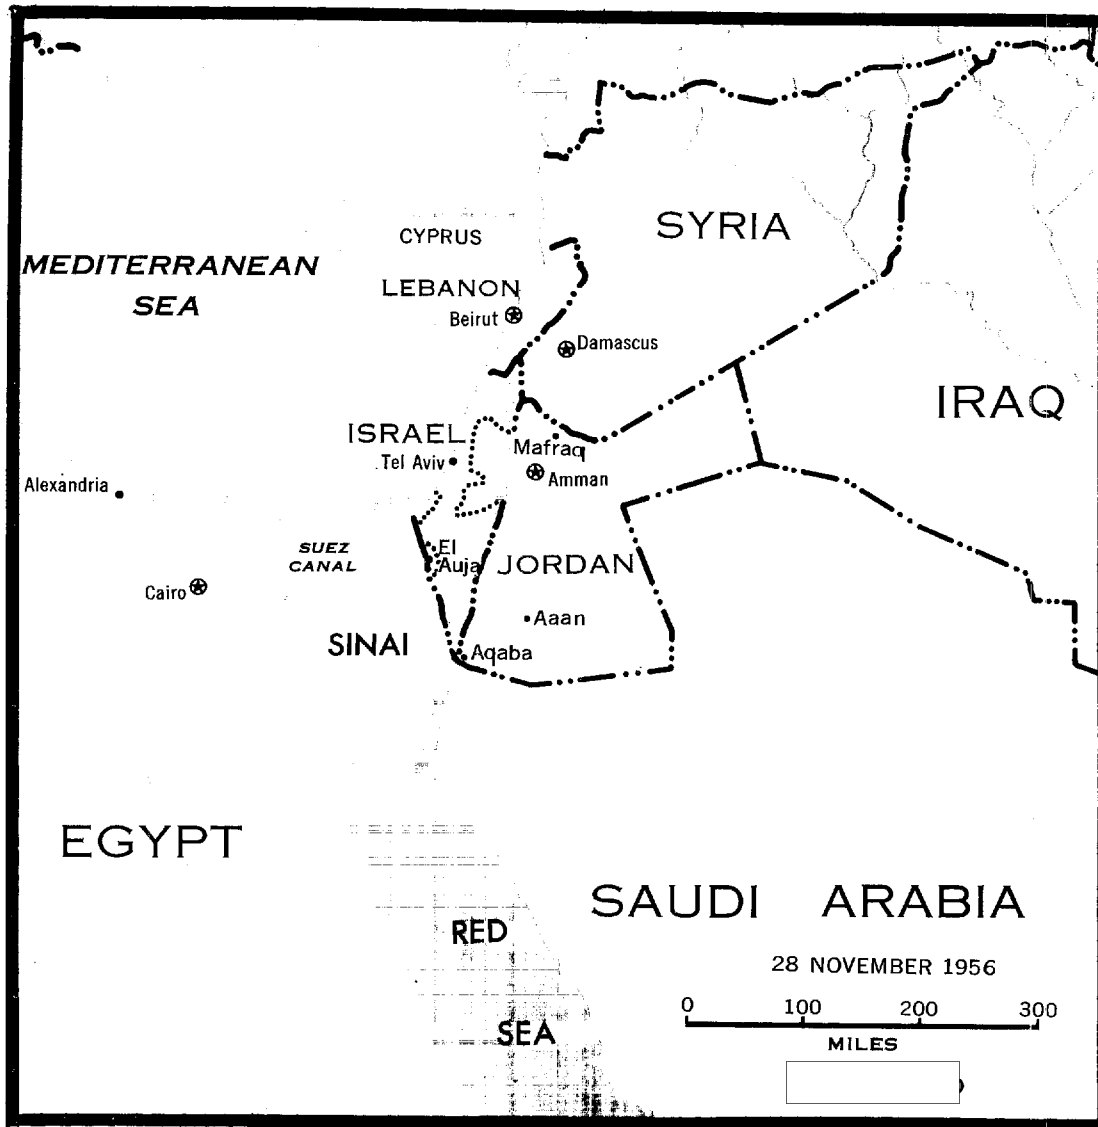 SYRIA
CYPRUS
MEDITERRANEAN
SEA
LEBANON
Beirut
Damascus
IRAQ
ISRAEL
Mafraq
Tel Aviv
Amman
Alexandria
SUEZ
CANAL
El
Auja
JORDAN
Cairo
Aaan
SINAI
Aqaba
EGYPT
SAUDI ARABIA
RED
SEA
28 NOVEMBER 1956
0 100 200 300
MILES